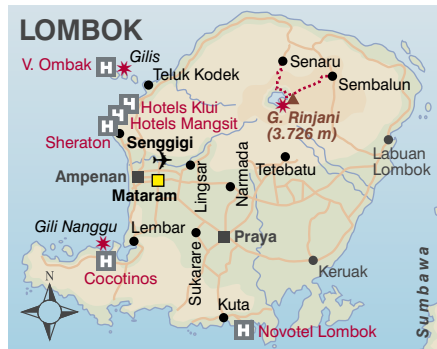 LOMBOK
V. Ombak
H
Gilis
Teluk Kodek
Senaru
Sembalun
H
Hotels Klui
H
Hotels Mangsit
Sheraton
H
Senggigi
G. Rinjani
(3.726 m)
Labuan
Lombok
Ampenan
Mataram
Lingsar
Narmada
Tetebatu
Gili Nanggu
Lembar
Sukarare
Praya
H
Cocotinos
Keruak
N
Kuta
H
Novotel Lombok
Sumbawa